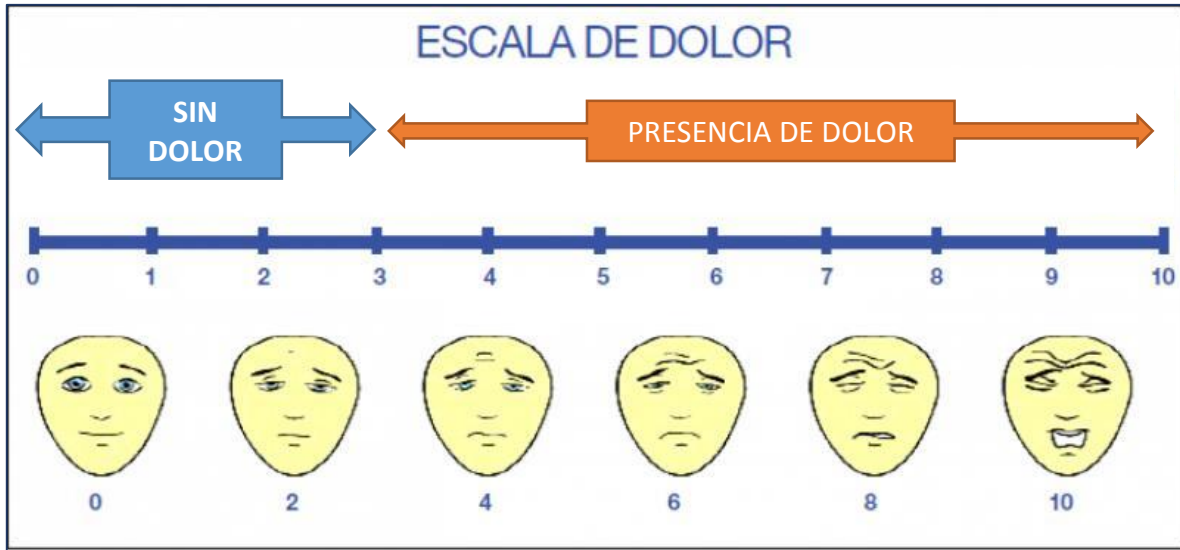 ESCALA DE DOLOR
SIN
DOLOR
PRESENCIA DE DOLOR
0 1 2 3 4 5 6 7 8 9 10
0 2 4 6 8 10